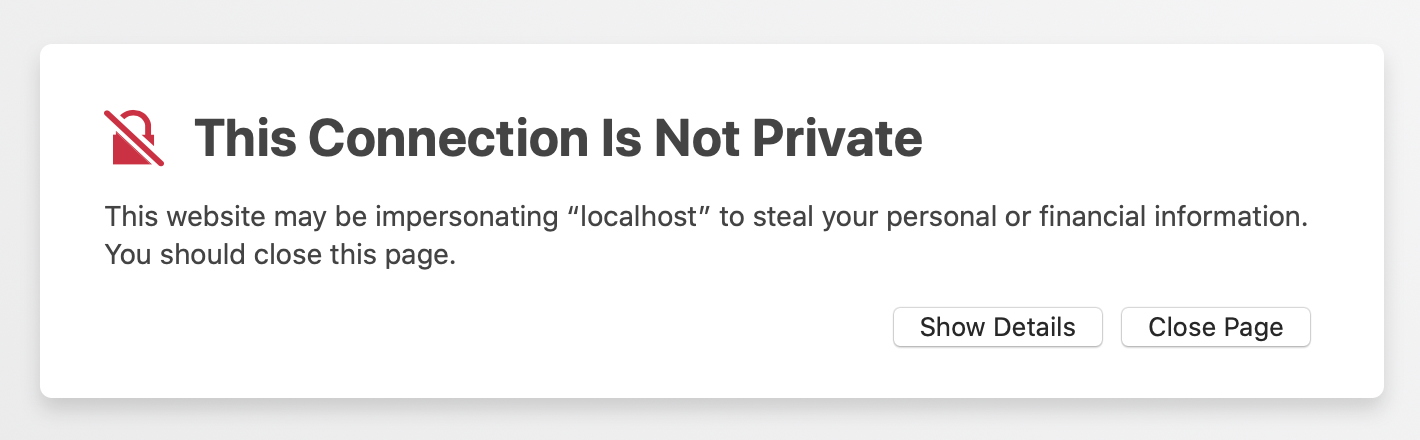 This Connection Is Not Private
This website may be impersonating “localhost” to steal your personal or financial information.
You should close this page.
Show Details
Close Page